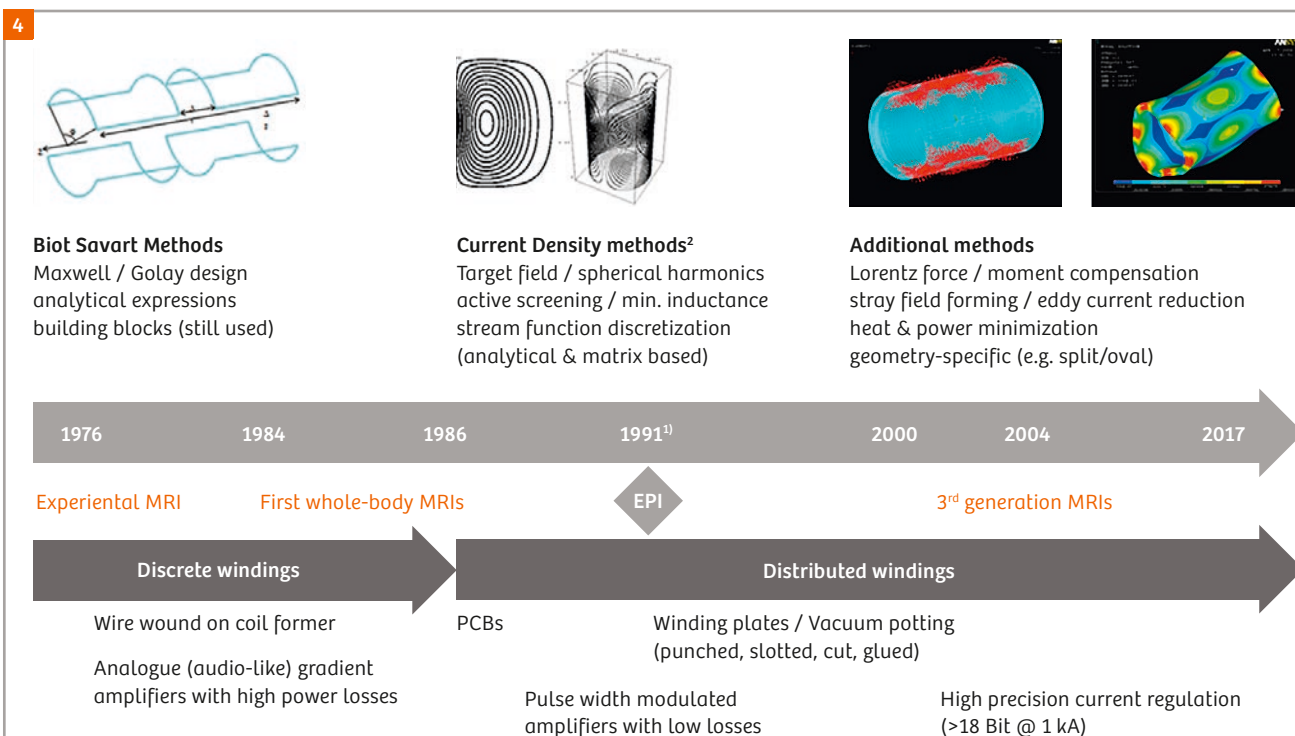 4
Biot Savart Methods
Maxwell / Golay design
analytical expressions
building blocks (still used)
Current Density methods²
Target field / spherical harmonics
active screening / min. inductance
stream function discretization
(analytical & matrix based)
Additional methods
Lorentz force / moment compensation
stray field forming / eddy current reduction
heat & power minimization
geometry-specific (e.g. split/oval)
1976 1984 1986 1991¹⁾ 2000 2004 2017
Experiental MRI First whole-body MRIs EPI 3rd generation MRIs
Discrete windings Distributed windings
Wire wound on coil former
Analogue (audio-like) gradient
amplifiers with high power losses
PCBs
Winding plates / Vacuum potting
(punched, slotted, cut, glued)
Pulse width modulated
amplifiers with low losses
High precision current regulation
(>18 Bit @ 1 kA)